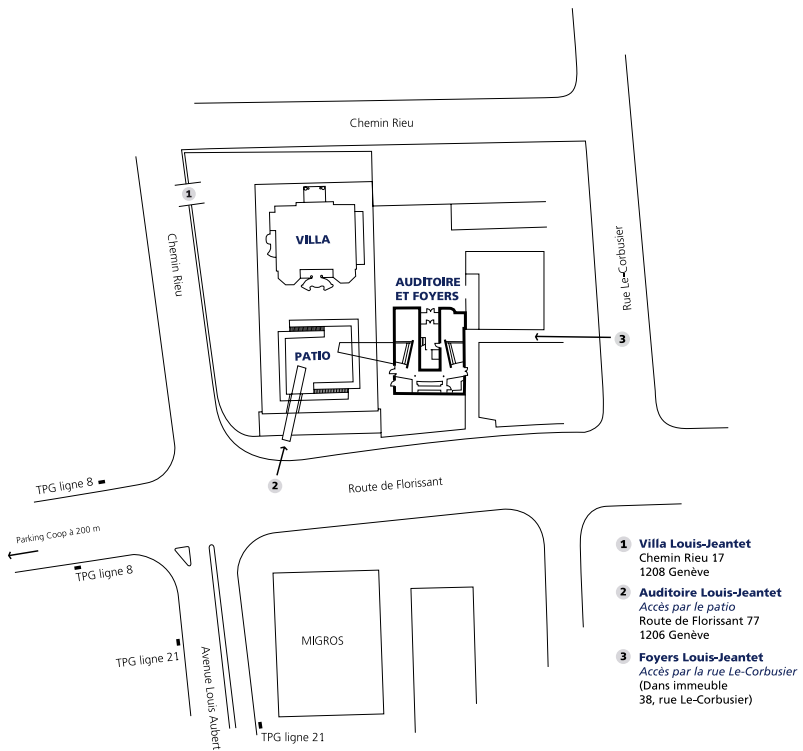 Chemin Rieu
1
Chemin Rieu
VILLA
Rue Le-Corbusier
AUDITOIRE
ET FOYERS
3
PATIO
2
TPG ligne 8
Route de Florissant
Parking Coop à 200 m
TPG ligne 8
TPG ligne 21
Avenue Louis Aubert
MIGROS
TPG ligne 21
1 Villa Louis-Jeantet
Chemin Rieu 17
1208 Genève
2 Auditoire Louis-Jeantet
Accès par le patio
Route de Florissant 77
1206 Genève
3 Foyers Louis-Jeantet
Accès par la rue Le-Corbusier
(Dans immeuble
38, rue Le-Corbusier)